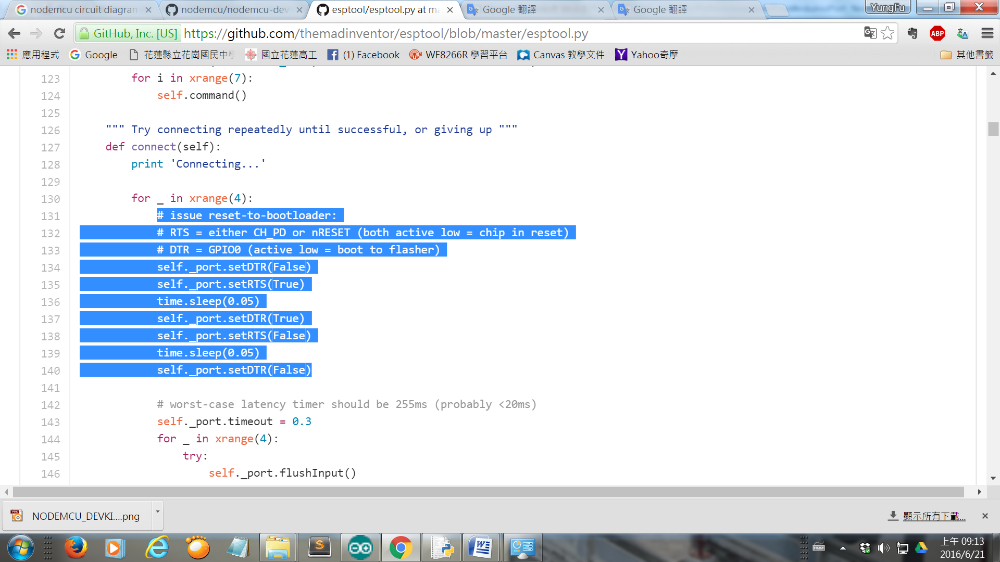 nodemcu circuit diagram
nodemcu/nodemcu-dev
esptool/esptool.py at ma
Google 翻譯
Google 翻譯
YungFu
GitHub, Inc. [US] https://github.com/themadinventor/esptool/blob/master/esptool.py
ABP
應用程式
Google
花蓮縣立花崗國民中學
國立花蓮高工
(1) Facebook
WF8266R 學習平台
Canvas 教學文件
Yahoo奇摩
其他書籤
123 for i in xrange(7):
124 self.command()
125
126 """ Try connecting repeatedly until successful, or giving up """
127 def connect(self):
128 print 'Connecting...'
129
130 for _ in xrange(4):
131 # issue reset-to-bootloader:
132 # RTS = either CH_PD or nRESET (both active low = chip in reset)
133 # DTR = GPIO0 (active low = boot to flasher)
134 self._port.setDTR(False)
135 self._port.setRTS(True)
136 time.sleep(0.05)
137 self._port.setDTR(True)
138 self._port.setRTS(False)
139 time.sleep(0.05)
140 self._port.setDTR(False)
141
142 # worst-case latency timer should be 255ms (probably <20ms)
143 self._port.timeout = 0.3
144 for _ in xrange(4):
145 try:
146 self._port.flushInput()
NODEMCU_DEVKI....png
顯示所有下載...
上午 09:13
2016/6/21